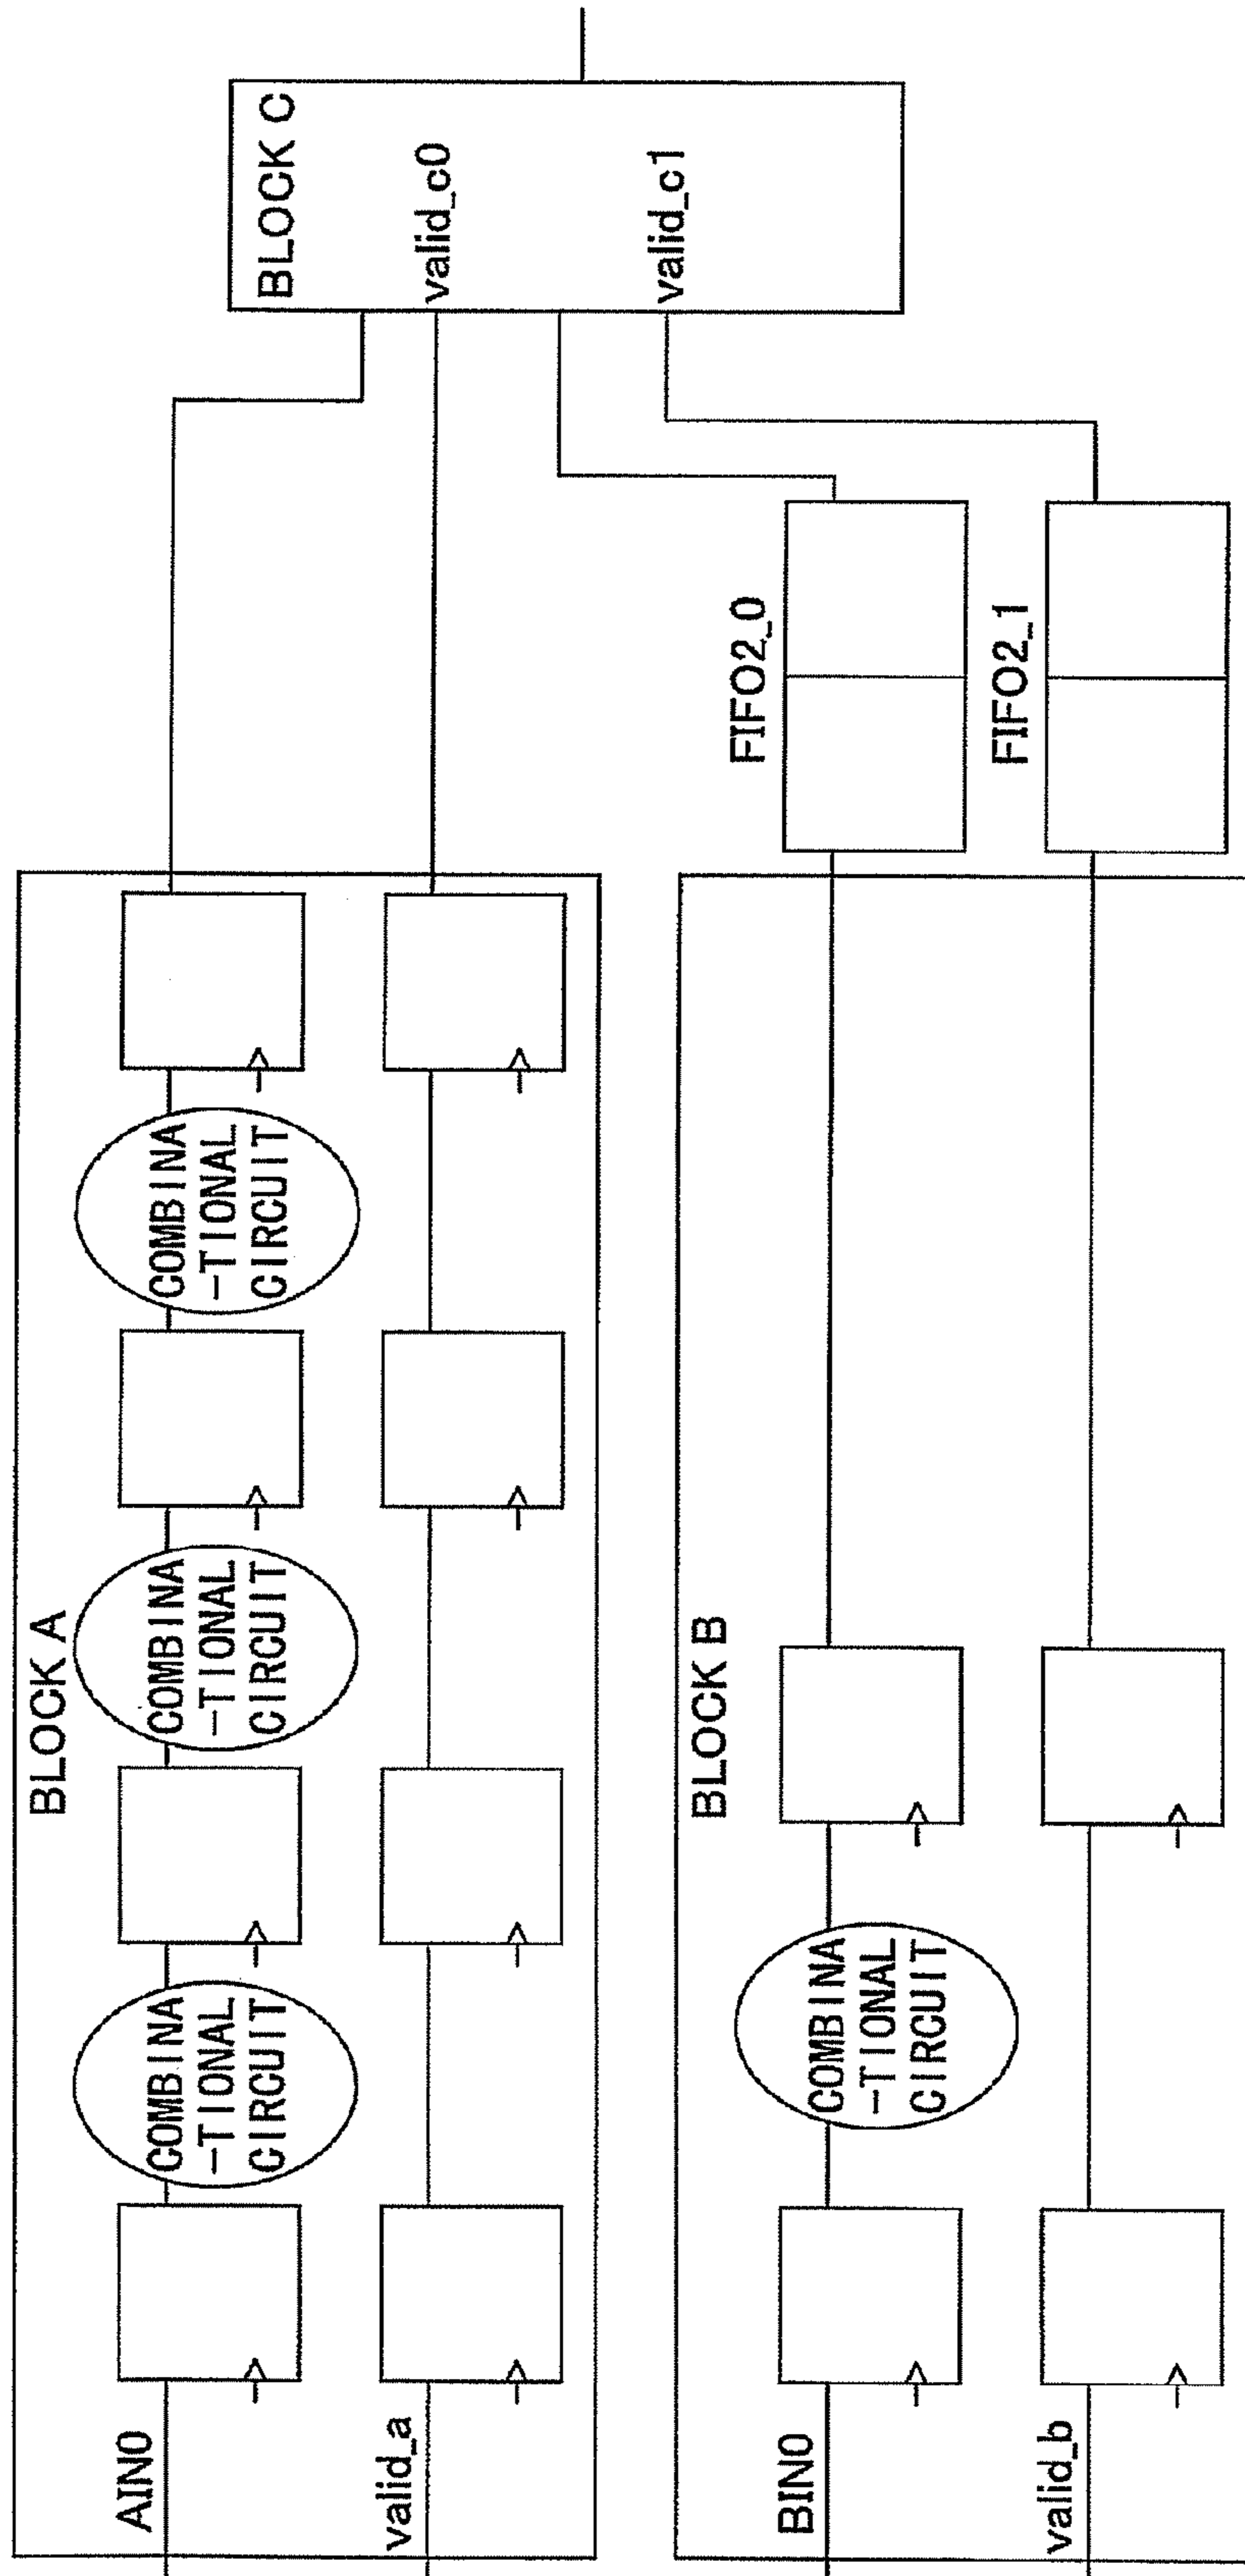 BLOCK A
AIN0
COMBINA
-TIONAL
CIRCUIT
COMBINA
-TIONAL
CIRCUIT
COMBINA
-TIONAL
CIRCUIT
valid_a
BLOCK C
valid_c0
valid_c1
BLOCK B
BIN0
COMBINA
-TIONAL
CIRCUIT
valid_b
FIFO2_0
FIFO2_1